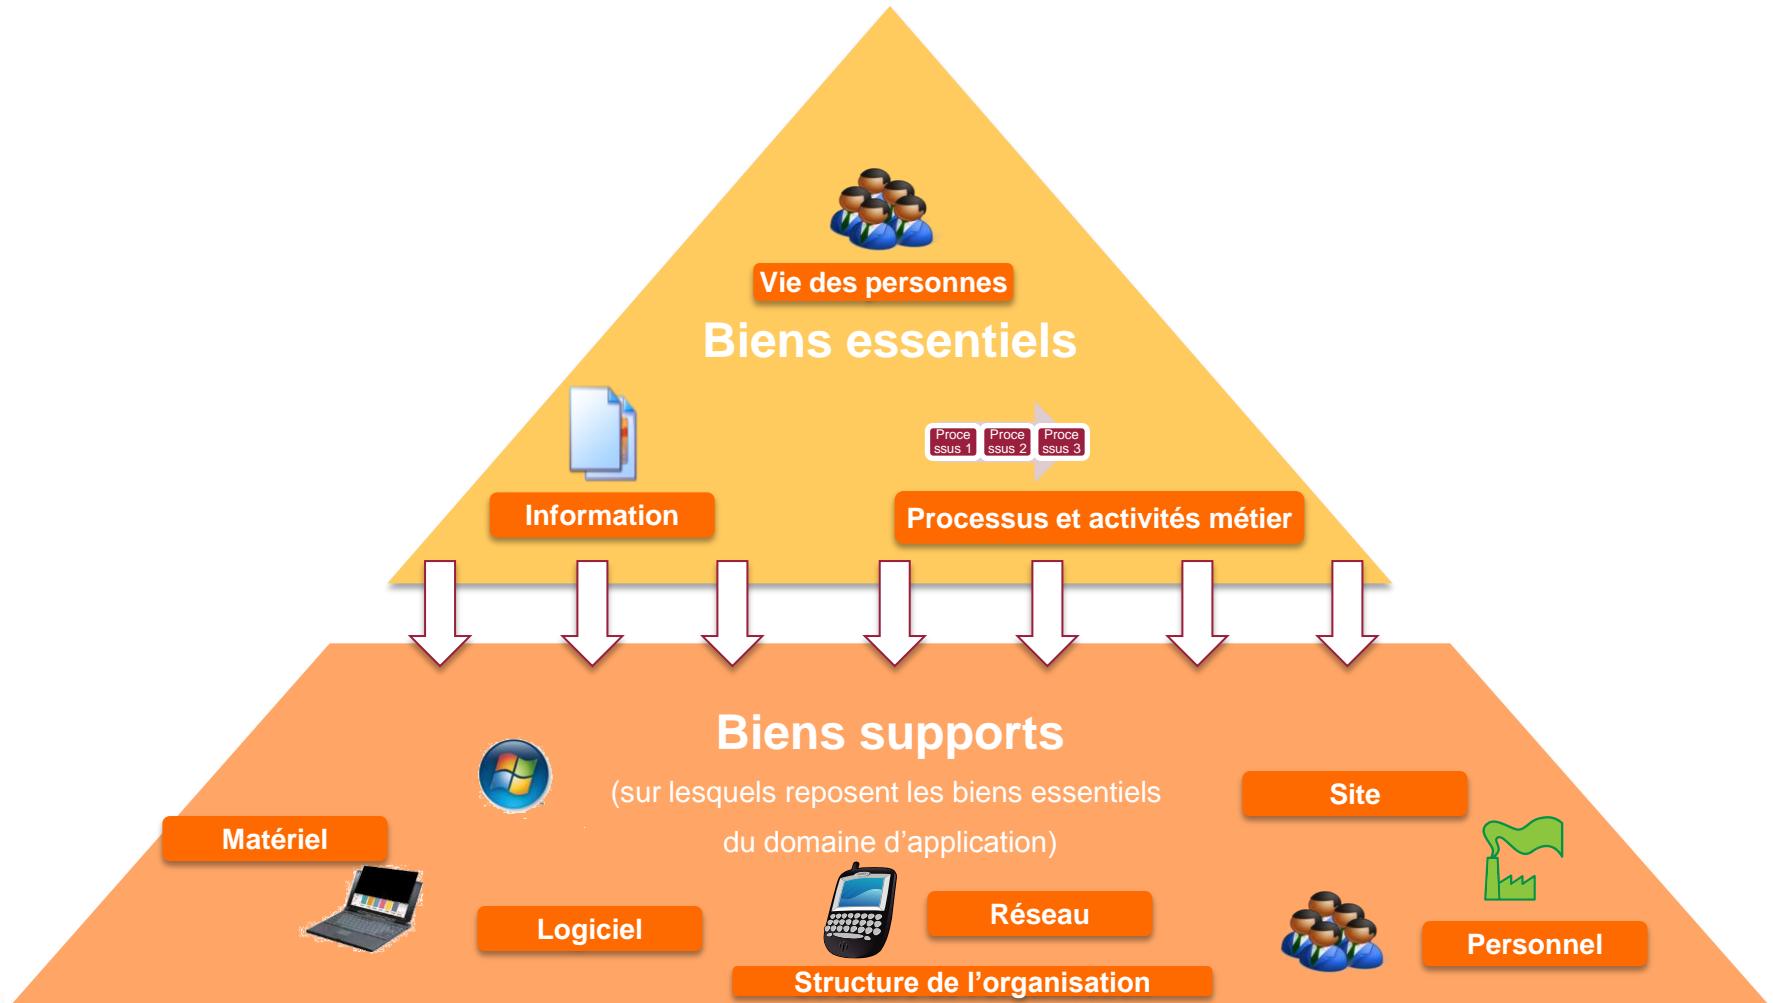 Vie des personnes
Biens essentiels
Proce
ssus 1
Proce
ssus 2
Proce
ssus 3
Information
Processus et activités métier
Biens supports
(sur lesquels reposent les biens essentiels
du domaine d’application)
Site
Matériel
Réseau
Logiciel
Personnel
Structure de l’organisation